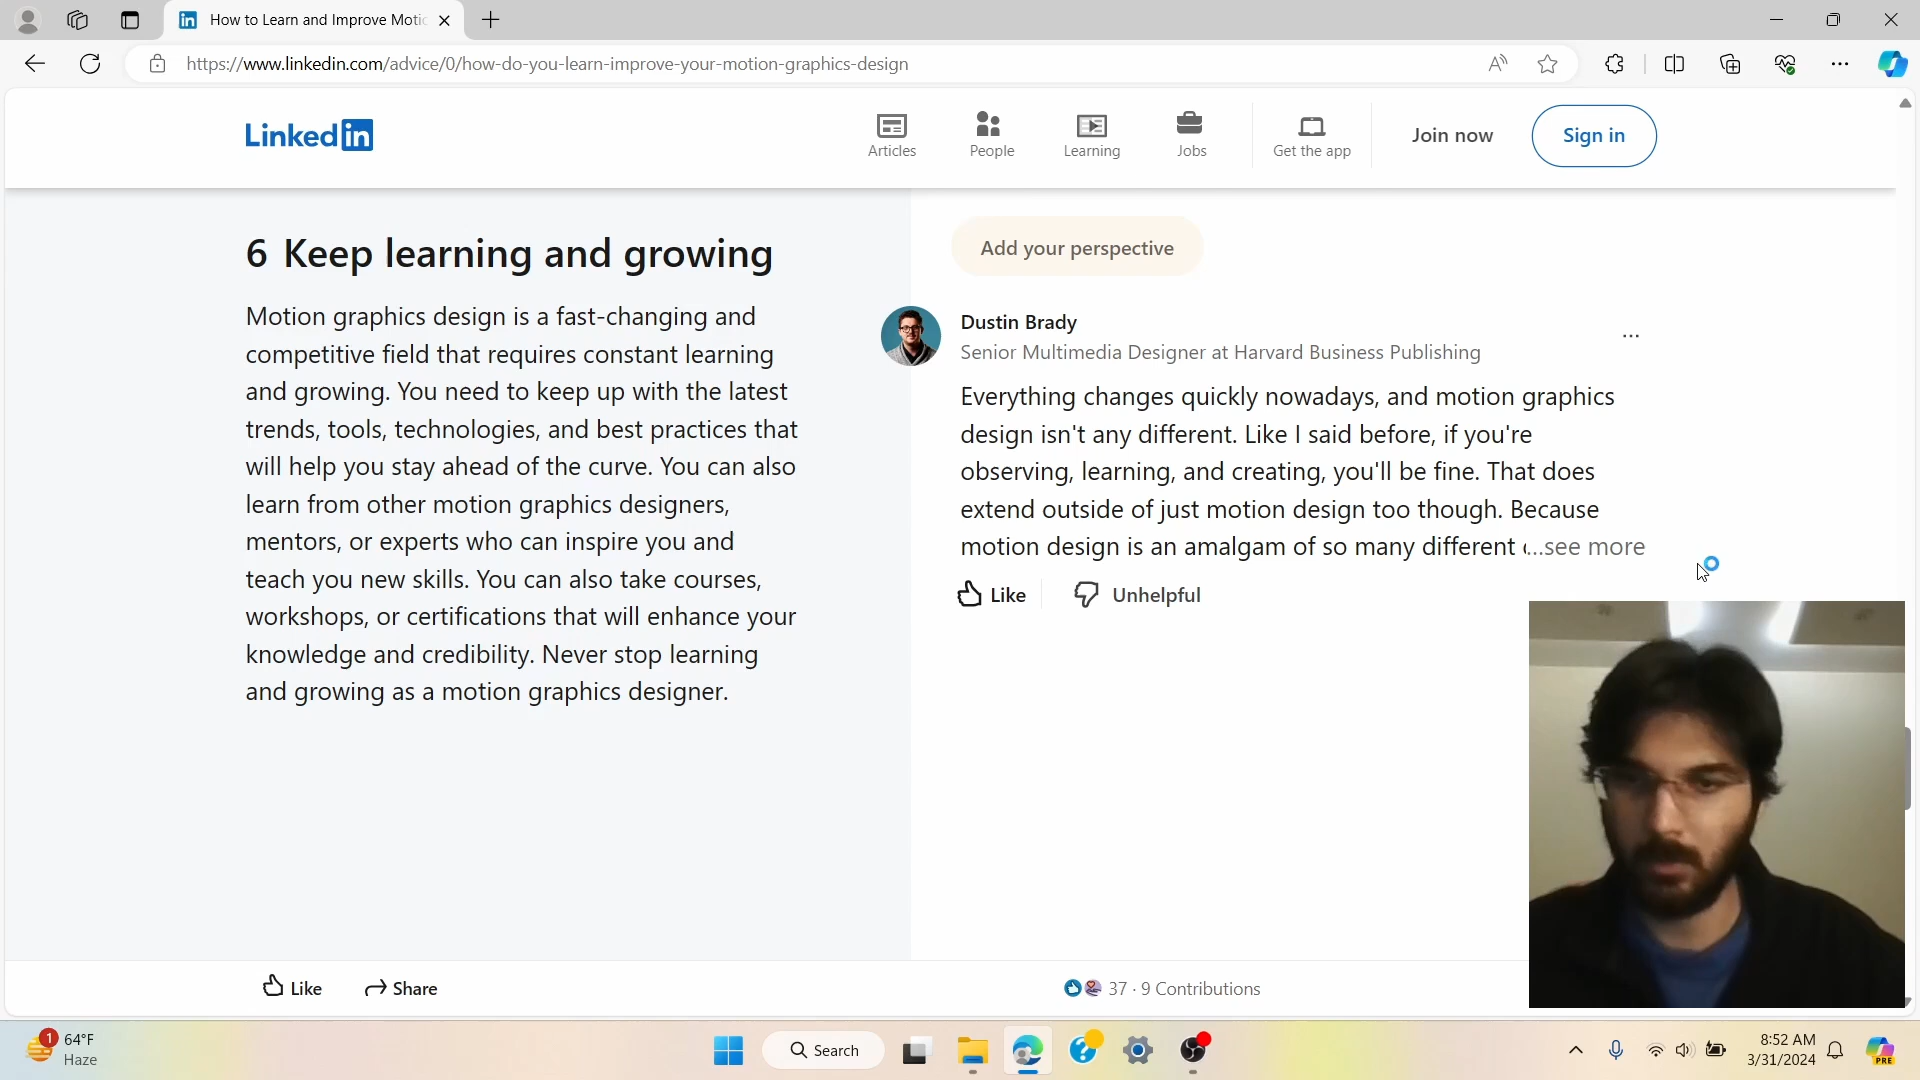 How to Learn and Improve Motio
https://www.linkedin.com/advice/0/how-do-you-learn-improve-your-motion-graphics-design
Linked in
Articles
People
Learning
Jobs
Get the app
Join now
Sign in
6 Keep learning and growing
Motion graphics design is a fast-changing and
competitive field that requires constant learning
and growing. You need to keep up with the latest
trends, tools, technologies, and best practices that
will help you stay ahead of the curve. You can also
learn from other motion graphics designers,
mentors, or experts who can inspire you and
teach you new skills. You can also take courses,
workshops, or certifications that will enhance your
knowledge and credibility. Never stop learning
and growing as a motion graphics designer.
Add your perspective
Dustin Brady
Senior Multimedia Designer at Harvard Business Publishing
Everything changes quickly nowadays, and motion graphics
design isn't any different. Like I said before, if you're
observing, learning, and creating, you'll be fine. That does
extend outside of just motion design too though. Because
motion design is an amalgam of so many different ...see more
Like
Unhelpful
Like
Share
37 · 9 Contributions
1
64°F
Haze
Search
8:52 AM
3/31/2024
PRE